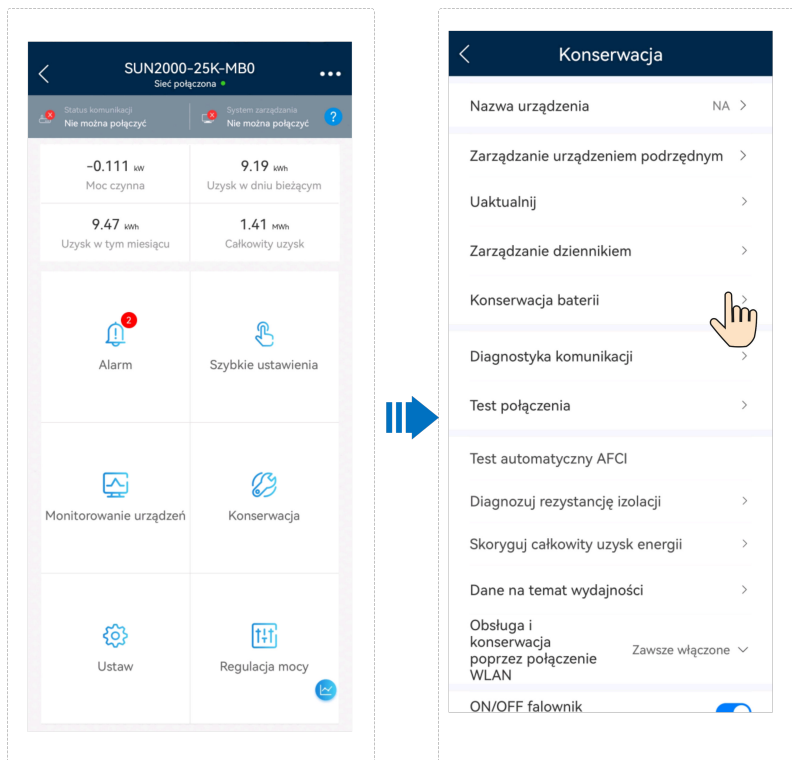 SUN2000-25K-MB0
Sieć połączona
Status komunikacji
Nie można połączyć
System zarządzania
Nie można połączyć
?
-0.111 kW
Moc czynna
9.19 kWh
Uzysk w dniu bieżącym
9.47 kWh
Uzysk w tym miesiącu
1.41 MWh
Całkowity uzysk
2
Alarm
Szybkie ustawienia
Monitorowanie urządzeń
Konserwacja
Ustaw
Regulacja mocy
Konserwacja
Nazwa urządzenia NA
Zarządzanie urządzeniem podrzędnym
Uaktualnij
Zarządzanie dziennikiem
Konserwacja baterii
Diagnostyka komunikacji
Test połączenia
Test automatyczny AFCI
Diagnozuj rezystancję izolacji
Skoryguj całkowity uzysk energii
Dane na temat wydajności
Obsługa i
konserwacja
poprzez połączenie
WLAN
Zawsze włączone
ON/OFF falownik